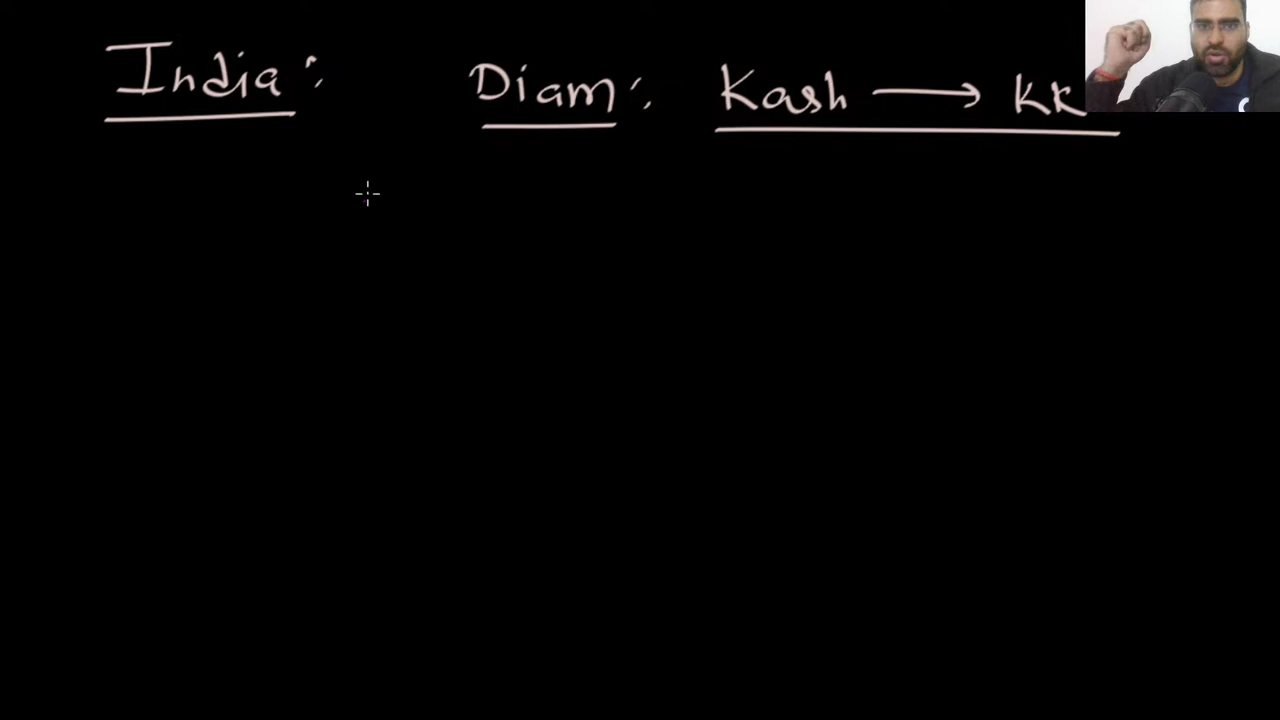 India : Diam : Kash → KK